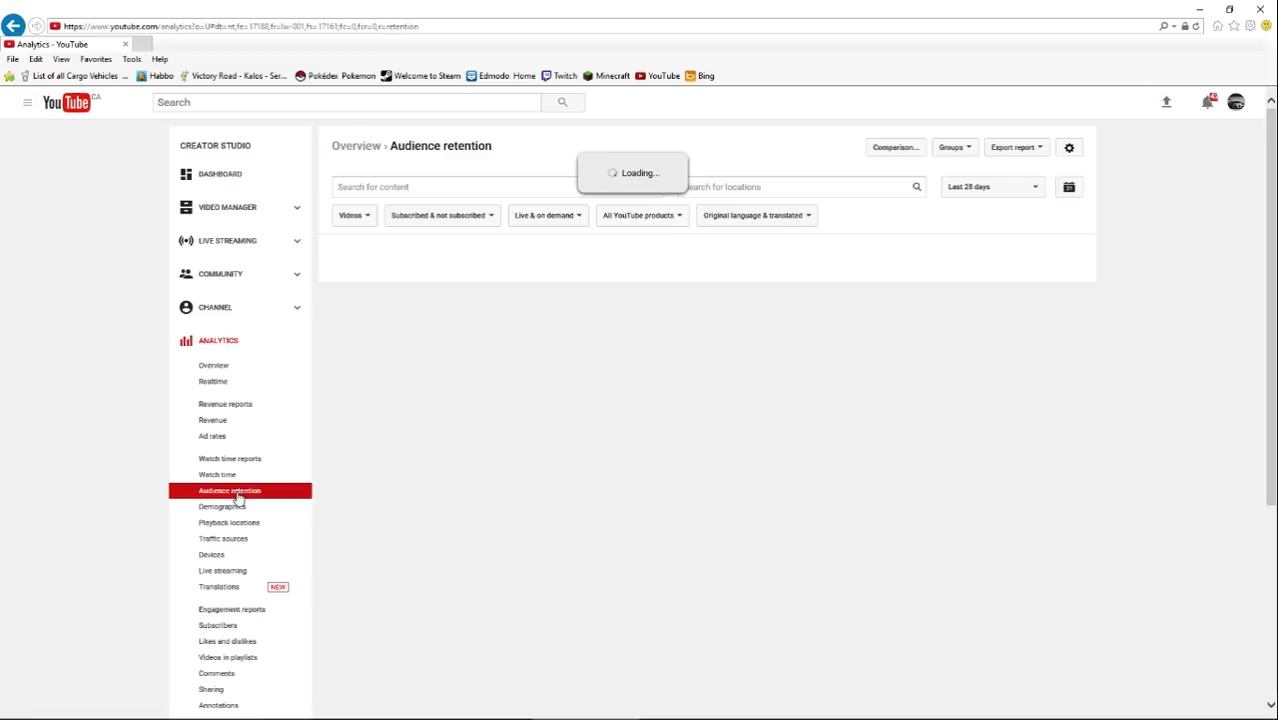 https://www.youtube.com/analytics?o=U#dt=nt,fe=17188,fr=lw-001,fs=17161;fc=0,fcr=0,r=retention
Analytics - YouTube
File Edit View Favorites Tools Help
List of all Cargo Vehicles ... Habbo Victory Road - Kalos - Ser... Pokédex Pokemon Welcome to Steam Edmodo Home Twitch Minecraft YouTube Bing
YouTube CA
Search
CREATOR STUDIO
DASHBOARD
VIDEO MANAGER
LIVE STREAMING
COMMUNITY
CHANNEL
ANALYTICS
Overview
Realtime
Revenue reports
Revenue
Ad rates
Watch time reports
Watch time
Audience retention
Demographics
Playback locations
Traffic sources
Devices
Live streaming
Translations NEW
Engagement reports
Subscribers
Likes and dislikes
Videos in playlists
Comments
Sharing
Annotations
Overview › Audience retention
Comparison... Groups Export report
Loading...
Search for content
earch for locations
Last 28 days
Videos Subscribed & not subscribed Live & on demand All YouTube products Original language & translated